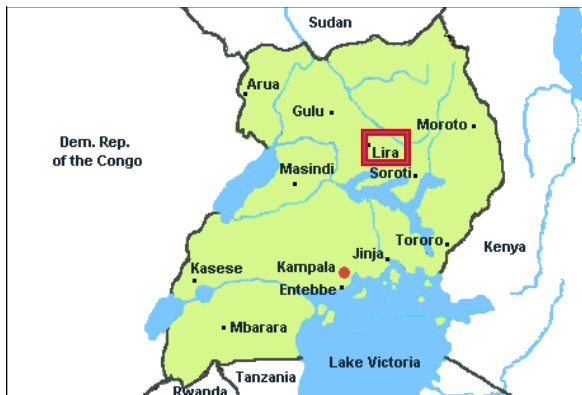 Sudan
Arua
Gulu
Moroto
Dem. Rep.
of the Congo
Lira
Masindi
Soroti
Tororo
Kenya
Jinja
Kampala
Kasese
Entebbe
Mbarara
Lake Victoria
Tanzania
Rwanda